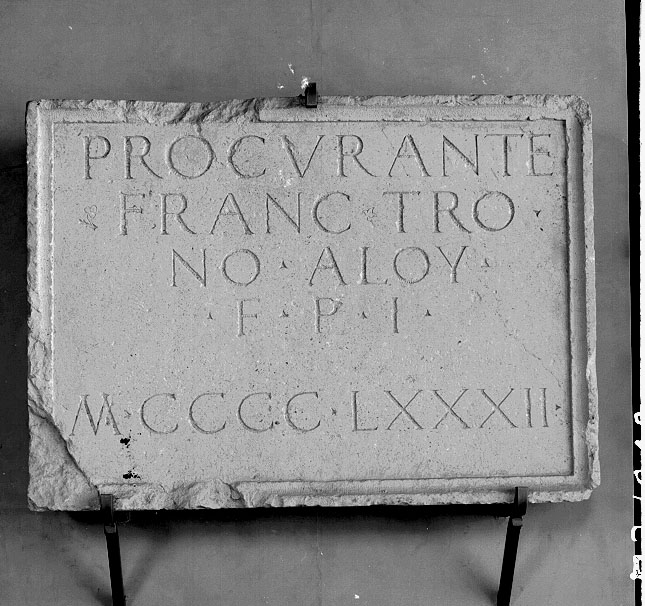 PROCVRANTE
FRANC TRO ·
NO · ALOY ·
· F · P · I ·
M · CCCC · LXXXII